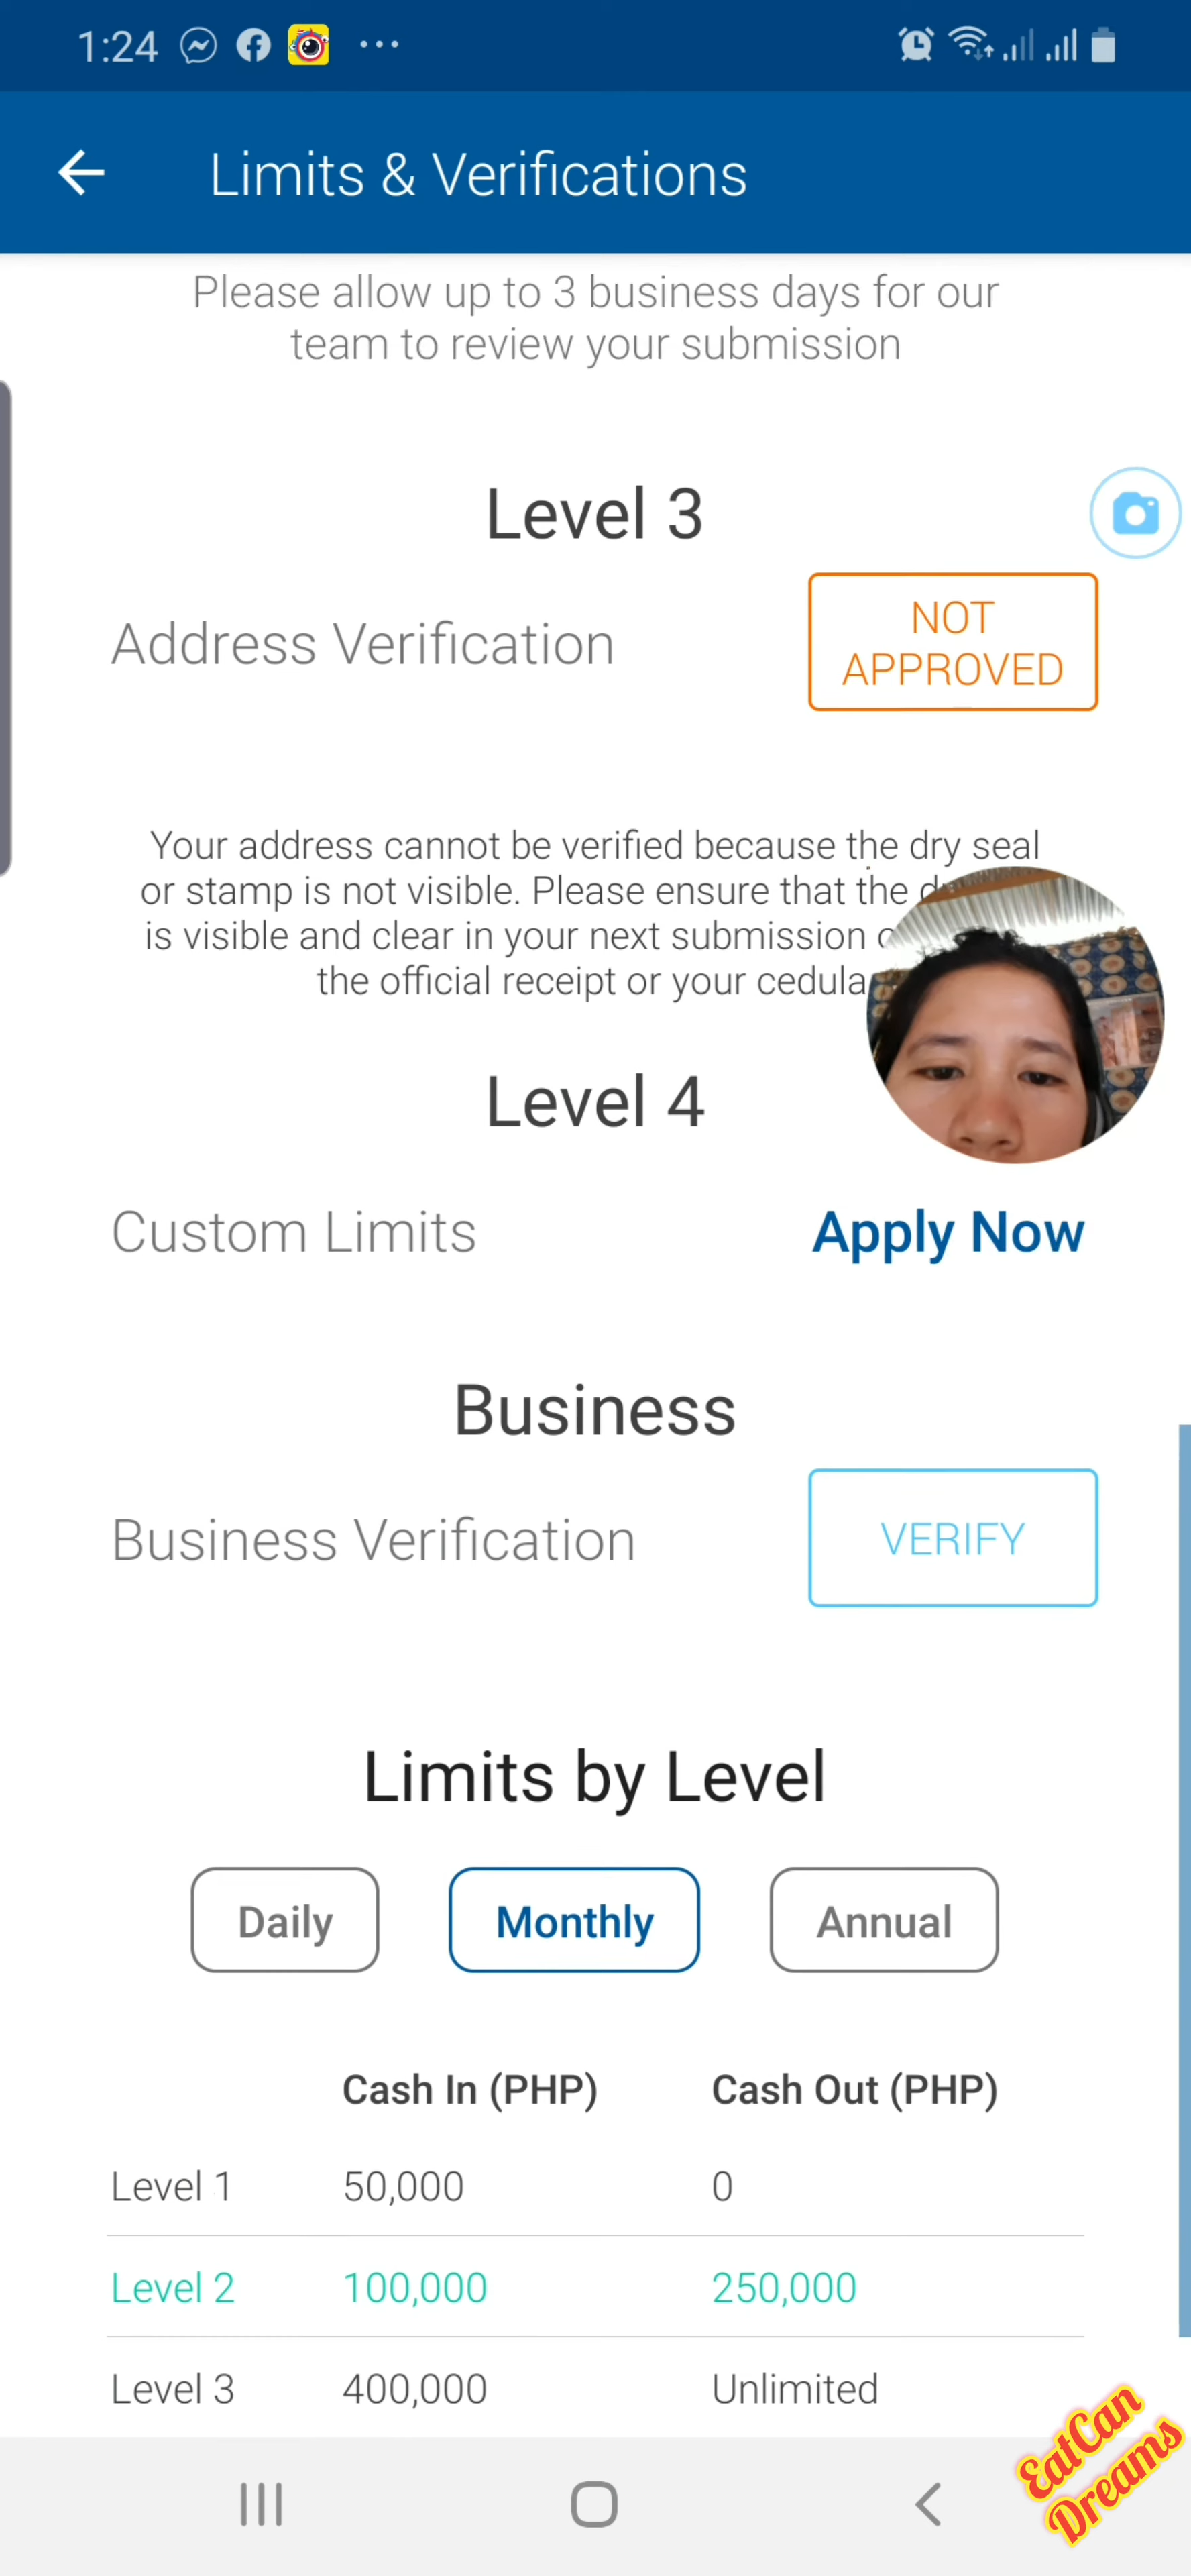 1:24
Limits & Verifications
Please allow up to 3 business days for our
team to review your submission
Level 3
Address Verification
NOT
APPROVED
Your address cannot be verified because the dry seal
or stamp is not visible. Please ensure that the
is visible and clear in your next submission
the official receipt or your cedula
Level 4
Custom Limits
Apply Now
Business
Business Verification
VERIFY
Limits by Level
Daily
Monthly
Annual
Cash In (PHP)
Cash Out (PHP)
Level 1
50,000
0
Level 2
100,000
250,000
Level 3
400,000
Unlimited
EatCan
Dreams